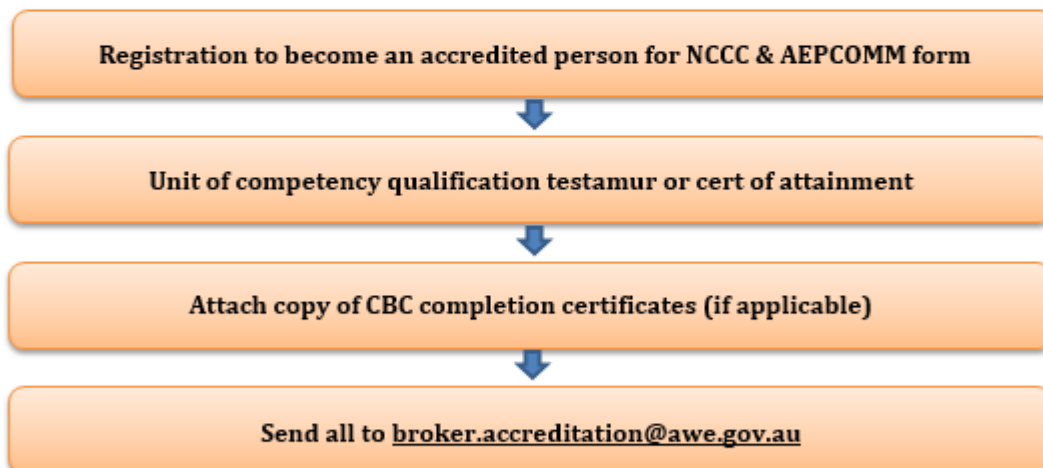 Registration to become an accredited person for NCCC & AEPCOMM form
Unit of competency qualification testamur or cert of attainment
Attach copy of CBC completion certificates (if applicable)
Send all to broker.accreditation@awe.gov.au